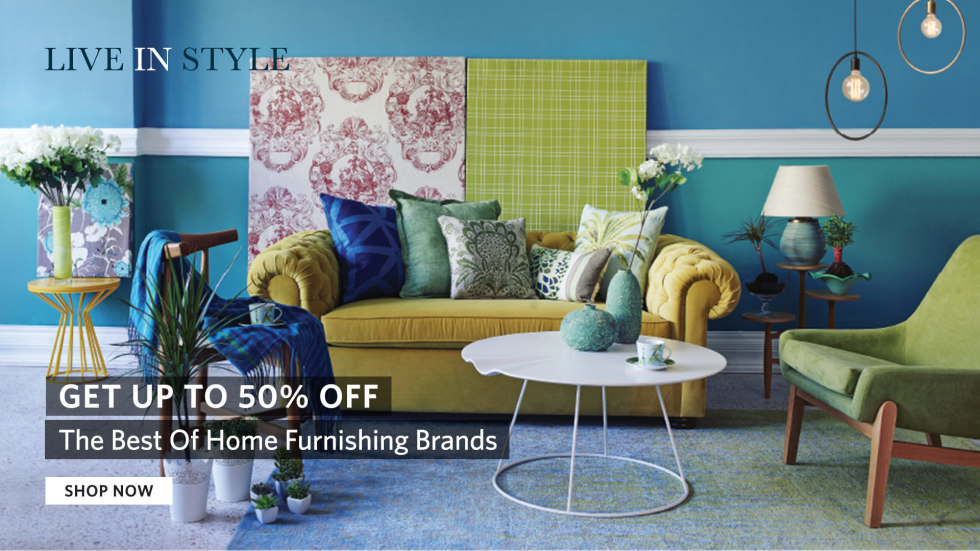 LIVE IN STYLE
GET UP TO 50% OFF
The Best Of Home Furnishing Brands
SHOP NOW